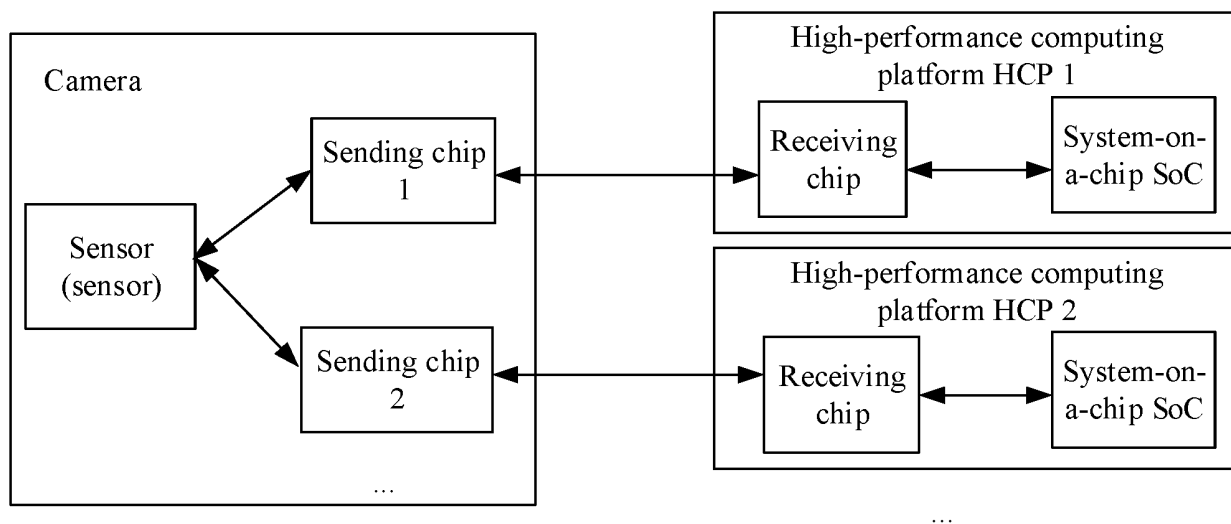 Camera
Sensor
(sensor)
Sending chip
1
Sending chip
2
...
High-performance computing
platform HCP 1
Receiving
chip
System-on-
a-chip SoC
High-performance computing
platform HCP 2
Receiving
chip
System-on-
a-chip SoC
...